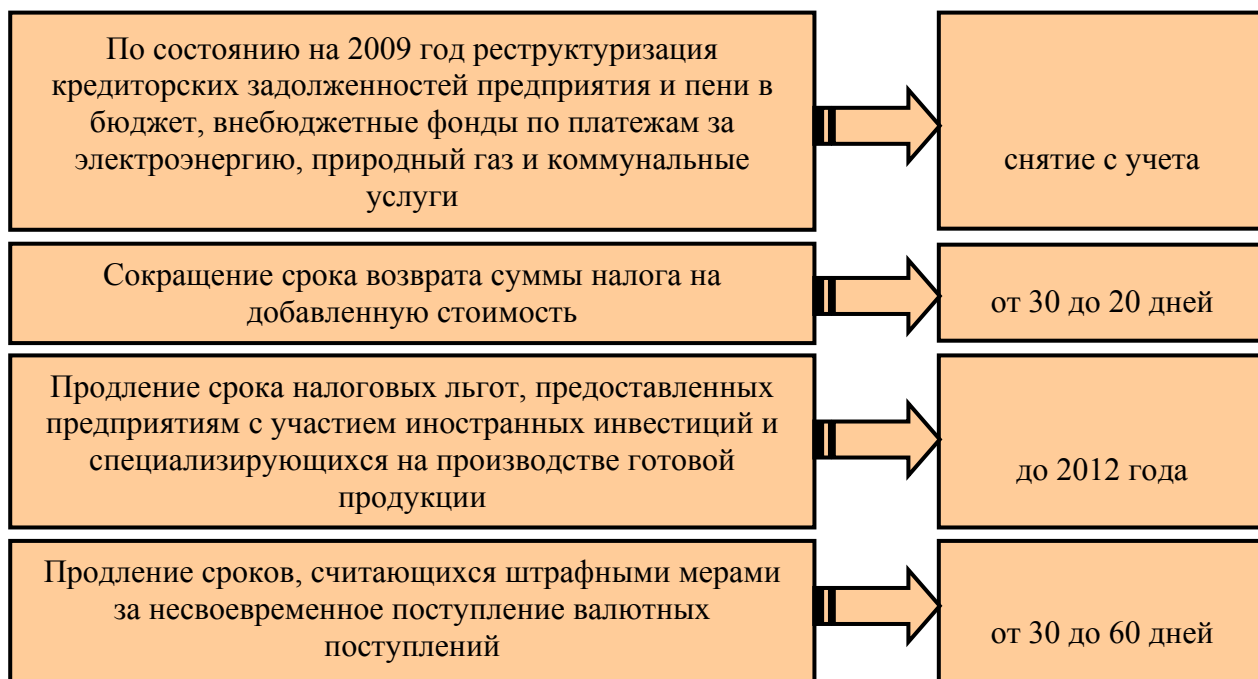 По состоянию на 2009 год реструктуризация
кредиторских задолженностей предприятия и пени в
бюджет, внебюджетные фонды по платежам за
электроэнергию, природный газ и коммунальные
услуги
снятие с учета
Сокращение срока возврата суммы налога на
добавленную стоимость
от 30 до 20 дней
Продление срока налоговых льгот, предоставленных
предприятиям с участием иностранных инвестиций и
специализирующихся на производстве готовой
продукции
до 2012 года
Продление сроков, считающихся штрафными мерами
за несвоевременное поступление валютных
поступлений
от 30 до 60 дней